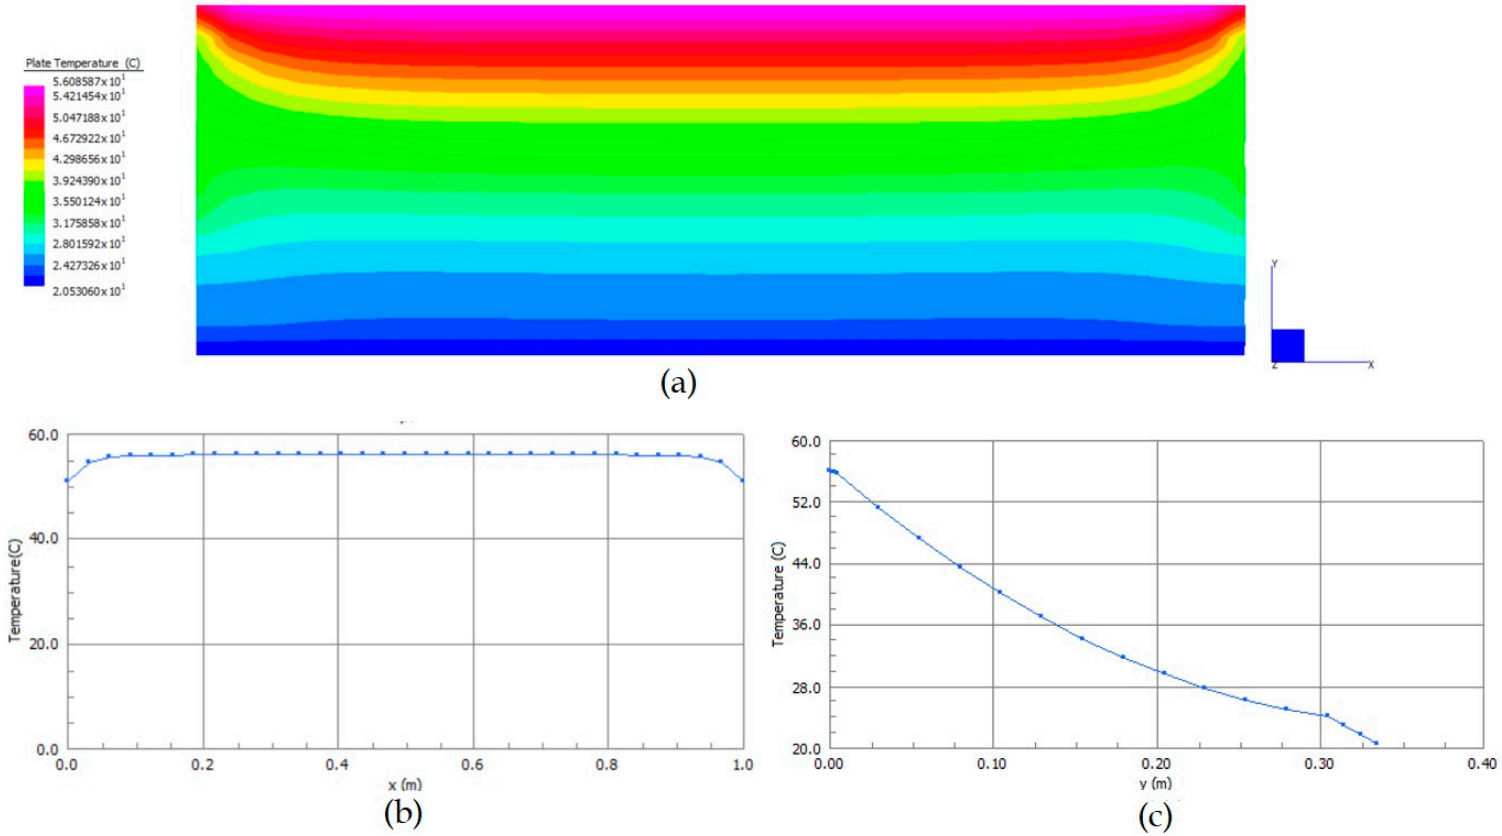 Plate Temperature (C)
5.608587x10¹
5.421454x10¹
5.047188x10¹
4.672922x10¹
4.298656x10¹
3.924390x10¹
3.550124x10¹
3.175858x10¹
2.801592x10¹
2.427326x10¹
2.053060x10¹
Y
Z
X
(a)
60.0
40.0
20.0
0.0
Temperature(C)
0.0 0.2 0.4 0.6 0.8 1.0
x (m)
(b)
60.0
52.0
44.0
36.0
28.0
20.0
Temperature (C)
0.00 0.10 0.20 0.30 0.40
y (m)
(c)